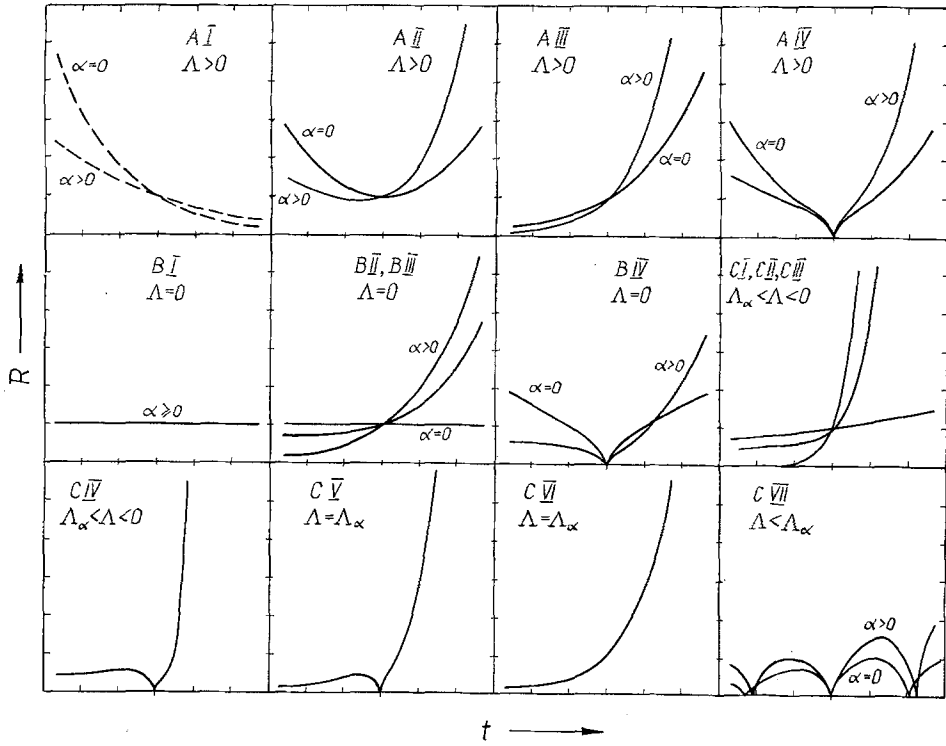 A I
Λ>0
α=0
α>0
A II
Λ>0
α=0
α>0
A III
Λ>0
α>0
α=0
A IV
Λ>0
α>0
α=0
B I
Λ=0
α⩾0
B II, B III
Λ=0
α>0
α=0
B IV
Λ=0
α>0
α=0
C I, C II, C III
Λα<Λ<0
C IV
Λα<Λ<0
C V
Λ=Λα
C VI
Λ=Λα
C VII
Λ<Λα
α>0
α=0
R
t